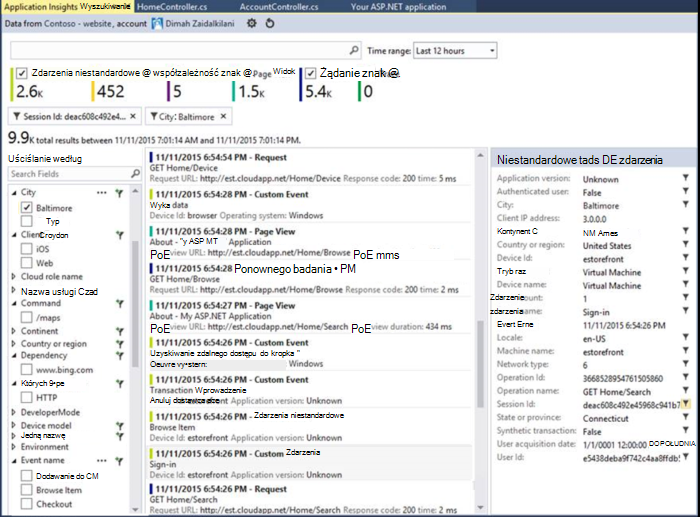 Application Insights Wyszukiwanie HomeController.cs AccountController.cs Your ASP.NET application
Data from Contoso - website, account Dimah Zaidalkilani
Time range: Last 12 hours
Zdarzenia niestandardowe @ współzależność znak @ Page Widok Żądanie znak @
2.6K 452 5 1.5K 5.4K 0
Session Id: deac608c492e4... × City: Baltimore ×
9.9K total results between 11/11/2015 7:01:14 AM and 11/11/2015 7:01:14 PM.
Uściślanie według
Search Fields
City
Baltimore
Typ
Client Croydon
iOS
Web
Cloud role name
Nazwa usługi Czad
Command
/maps
Continent
Country or region
Dependency
www.bing.com
Których 9•pe
HTTP
DeveloperMode
Device model
Jedną nazwę
Environment
Event name
Dodawanie do CM
Browse Item
Checkout
11/11/2015 6:54:54 PM - Request
GET Home/Device
Request URL: http://est.cloudapp.net/Home/Device Response code: 200 time: 5 ms
11/11/2015 6:54:28 PM - Custom Event
Wyka data
Device Id: browser Operating system: Windows
11/11/2015 6:54:28 PM - Page View
About - "y ASP MT Application
PoE view URL: http://est.cloudapp.net/Home/Browse PoE mms
11/11/2015 6:54:28 Ponownego badania • PM
GET Home/Browse
Request URL: http://est.cloudapp.net/Home/Browse Response code: 200 time: 2 ms
11/11/2015 6:54:27 PM - Page View
About - My ASP.NET Application
PoE view URL: http://est.cloudapp.net/Home/Search PoE view duration: 434 ms
11/11/2015 6:54:26 PM - Custom Event
Uzyskiwanie zdalnego dostępu do kropka "
Oeuvre vy•stern: Windows
11/11/2015 6:54:26 PM - Custom Event
Transaction Wprowadzenie
Anuluj dostawca abce front Application version: Unknown
11/11/2015 6:54:26 PM - Zdarzenia niestandardowe
Browse Item
Device Id: estorefront Application version: Unknown
11/11/2015 6:54:26 PM - Custom Zdarzenia
Sign-in
Device Id: estorefront Application version: Unknown
11/11/2015 6:54:26 PM - Request
GET Home/Search
Request URL: http://est.cloudapp.net/Home/Search Response code: 200 time: 2 ms
Niestandardowe tads DE zdarzenia
Application version: Unknown
Authenticated user: False
City: Baltimore
Client IP address: 3.0.0.0
Kontynent C NM Ames
Country or region: United States
Device Id: estorefront
Tryb raz Virtual Machine
Device name: Virtual Machine
Zdarzenie ount: 1
zdarzenia name: Sign-in
Evert Erne 11/11/2015 6:54:26 PM
Locale: en-US
Machine name: estorefront
Network type: 6
Operation Id: 3668528954761505860
Operation name: GET Home/Search
Session Id: deac608c492e45968c941b7
State or province: Connecticut
Synthetic transaction: False
User acquisition date: 1/1/0001 12:00:00 DOPOŁUDNIA
User Id: e5438deba9f742c4aa8ffdb5